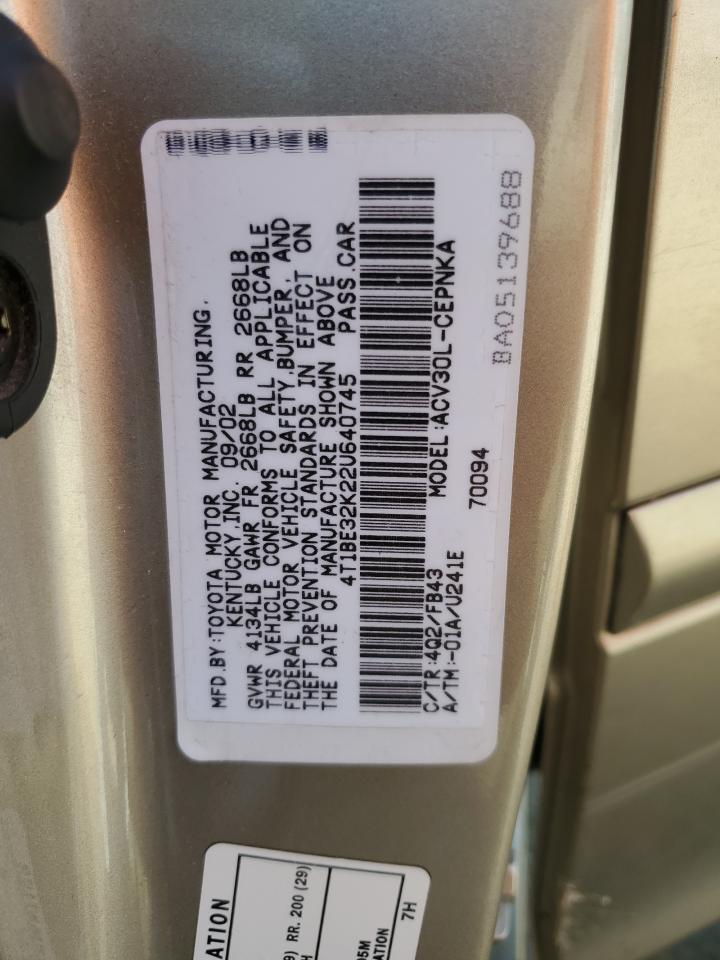 MFD.BY:TOYOTA MOTOR MANUFACTURING,
KENTUCKY,INC. 09/02
GVWR 4134LB GAWR FR 2668LB RR 2668LB
THIS VEHICLE CONFORMS TO ALL APPLICABLE
FEDERAL MOTOR VEHICLE SAFETY,BUMPER, AND
THEFT PREVENTION STANDARDS IN EFFECT ON
THE DATE OF MANUFACTURE SHOWN ABOVE
4T1BE32K22U640745 PASS.CAR
MODEL:ACV30L-CEPNKA
C/TR:4Q2/FB43
A/TM:-01A/U241E
70094
BA05139688
RR. 200 (29)
7H